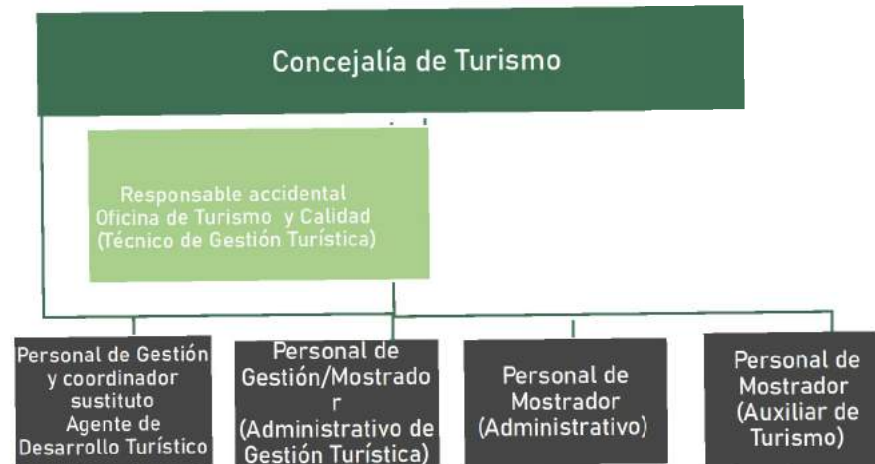 Concejalía de Turismo
Responsable accidental
Oficina de Turismo y Calidad
(Técnico de Gestión Turística)
Personal de Gestión
y coordinador
sustituto
Agente de
Desarrollo Turístico
Personal de
Gestión/Mostrado
r
(Administrativo de
Gestión Turística)
Personal de
Mostrador
(Administrativo)
Personal de
Mostrador
(Auxiliar de
Turismo)